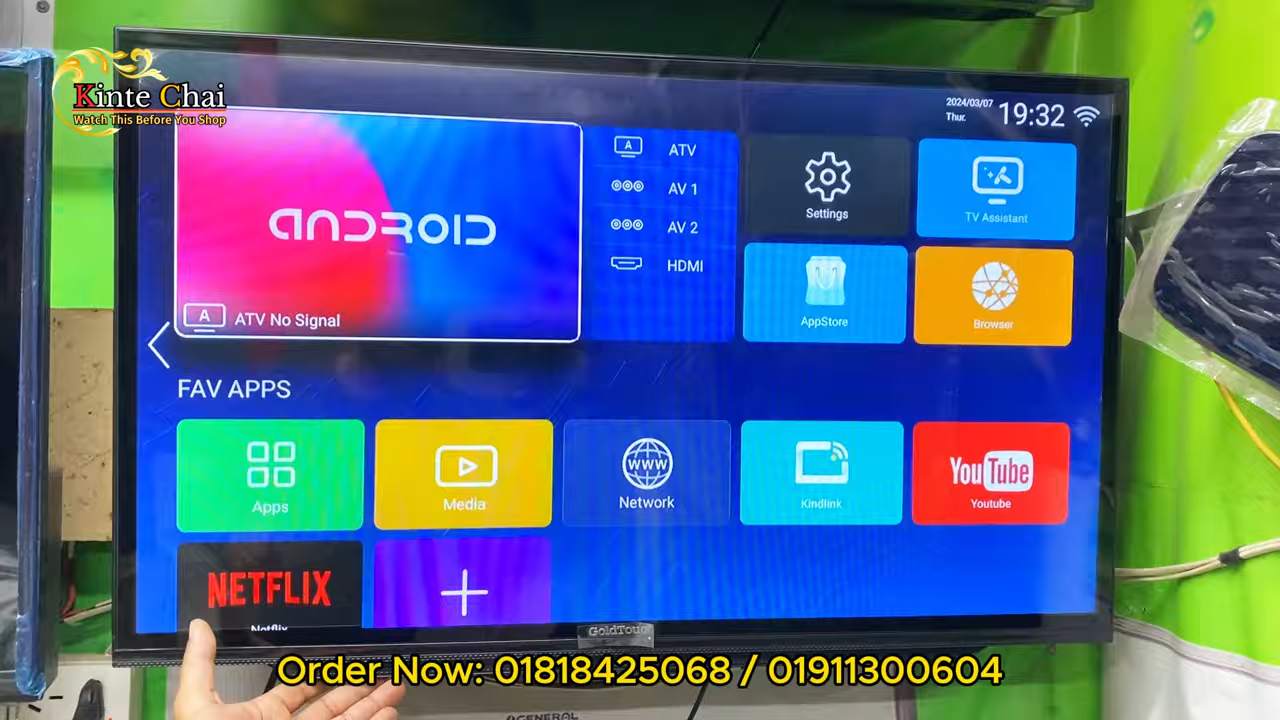 Kinte Chai
Watch This Before You Shop
2024/03/07
Thur.
19:32
ANDROID
A
ATV No Signal
A
ATV
AV 1
AV 2
HDMI
Settings
TV Assistant
AppStore
Browser
FAV APPS
Apps
Media
WWW
Network
Kindlink
YouTube
Youtube
NETFLIX
Netflix
Order Now: 01818425068 / 01911300604
GENERAL